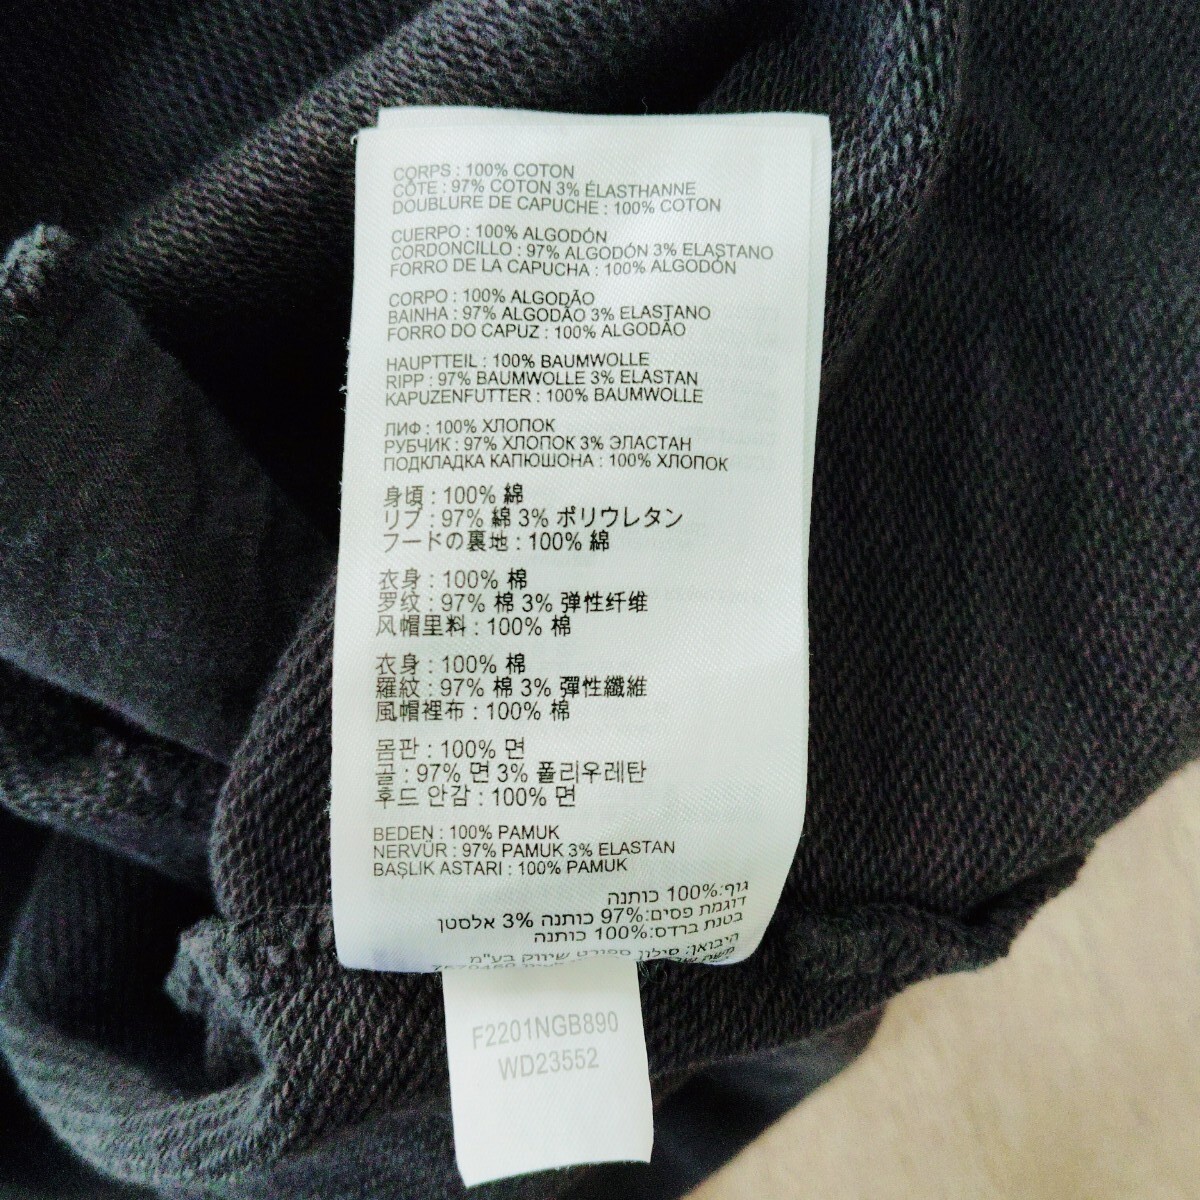 CORPS : 100% COTON
CÔTE : 97% COTON 3% ÉLASTHANNE
DOUBLURE DE CAPUCHE : 100% COTON
CUERPO : 100% ALGODÓN
CORDONCILLO : 97% ALGODÓN 3% ELASTANO
FORRO DE LA CAPUCHA : 100% ALGODÓN
CORPO : 100% ALGODÃO
BAINHA : 97% ALGODÃO 3% ELASTANO
FORRO DO CAPUZ : 100% ALGODÃO
HAUPTTEIL : 100% BAUMWOLLE
RIPP : 97% BAUMWOLLE 3% ELASTAN
KAPUZENFUTTER : 100% BAUMWOLLE
ЛИФ : 100% ХЛОПОК
РУБЧИК : 97% ХЛОПОК 3% ЭЛАСТАН
ПОДКЛАДКА КАПЮШОНА : 100% ХЛОПОК
身頃 : 100% 綿
リブ : 97% 綿 3% ポリウレタン
フードの裏地 : 100% 綿
衣身 : 100% 棉
罗纹 : 97% 棉 3% 弹性纤维
风帽里料 : 100% 棉
衣身 : 100% 棉
羅紋 : 97% 棉 3% 彈性纖維
風帽裡布 : 100% 棉
몸판 : 100% 면
골 : 97% 면 3% 폴리우레탄
후드 안감 : 100% 면
BEDEN : 100% PAMUK
NERVÜR : 97% PAMUK 3% ELASTAN
BAŞLIK ASTARI : 100% PAMUK
גוף:100% כותנה
דוגמת פסים:97% כותנה 3% אלסטן
בטנת ברדס:100% כותנה
היבואן: סילון ספורט שיווק בע"מ
F2201NGB890
WD23552